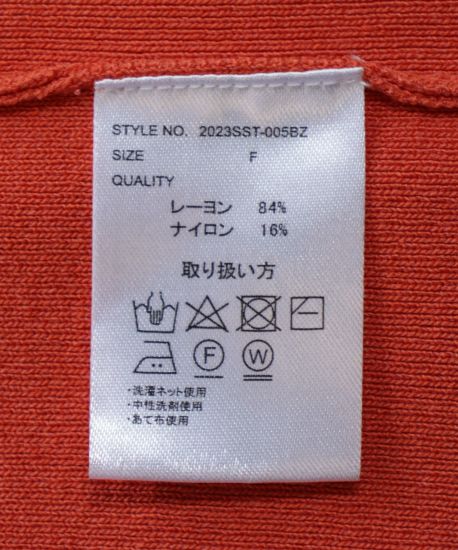 STYLE NO. 2023SST-005BZ
SIZE F
QUALITY
レーヨン 84%
ナイロン 16%
取り扱い方
F W
・洗濯ネット使用
・中性洗剤使用
・あて布使用